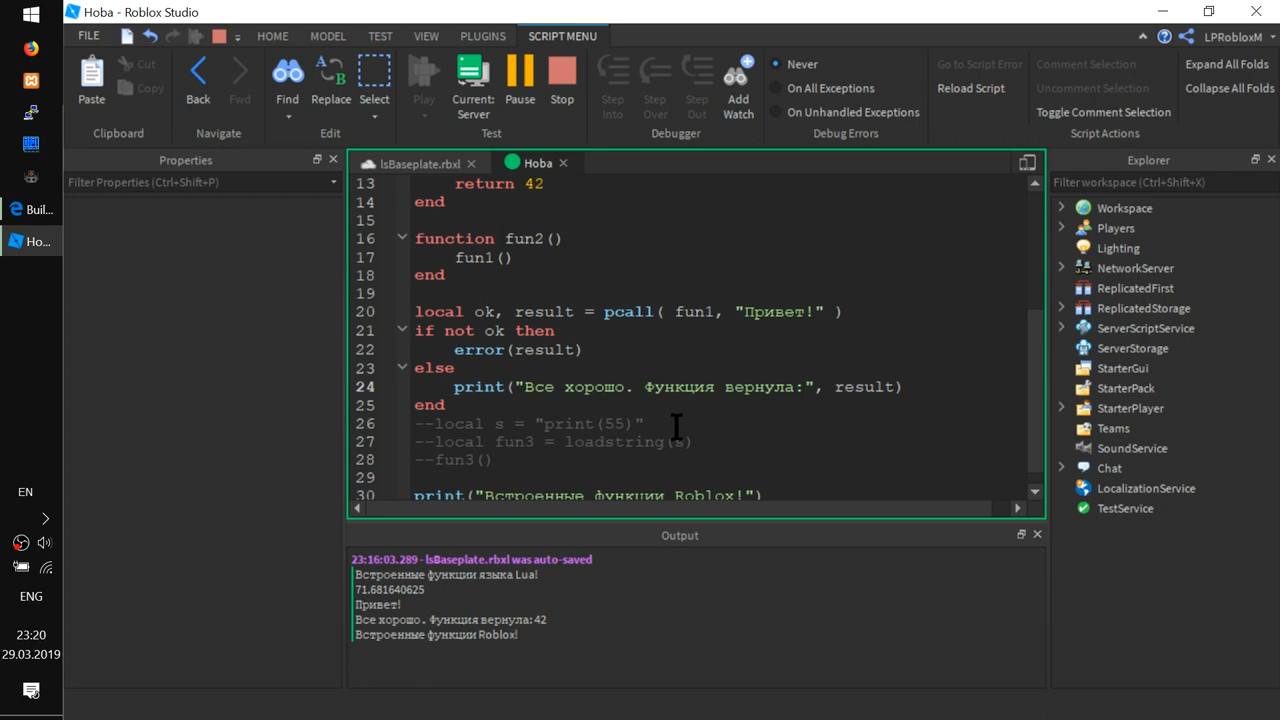 Hoba - Roblox Studio
FILE
HOME
MODEL
TEST
VIEW
PLUGINS
SCRIPT MENU
LPRobloxM
Paste
Cut
Copy
Clipboard
Back
Fwd
Navigate
Find
Replace
Select
Edit
Play
Current:
Server
Pause
Stop
Test
Step
Into
Step
Over
Step
Out
Add
Watch
Debugger
Never
On All Exceptions
On Unhandled Exceptions
Debug Errors
Go to Script Error
Reload Script
Comment Selection
Uncomment Selection
Toggle Comment Selection
Expand All Folds
Collapse All Folds
Script Actions
Properties
Filter Properties (Ctrl+Shift+P)
lsBaseplate.rbxl
Hoba
13 return 42
14 end
15
16 function fun2()
17 fun1()
18 end
19
20 local ok, result = pcall( fun1, "Привет!" )
21 if not ok then
22 error(result)
23 else
24 print("Все хорошо. Функция вернула:", result)
25 end
26 --local s = "print(55)"
27 --local fun3 = loadstring(s)
28 --fun3()
29
30 print("Встроенные функции Roblox!")
Output
23:16:03.289 - lsBaseplate.rbxl was auto-saved
Встроенные функции языка Lua!
71.681640625
Привет!
Все хорошо. Функция вернула: 42
Встроенные функции Roblox!
Explorer
Filter workspace (Ctrl+Shift+X)
Workspace
Players
Lighting
NetworkServer
ReplicatedFirst
ReplicatedStorage
ServerScriptService
ServerStorage
StarterGui
StarterPack
StarterPlayer
Teams
SoundService
Chat
LocalizationService
TestService
Buil...
Ho...
EN
ENG
23:20
29.03.2019